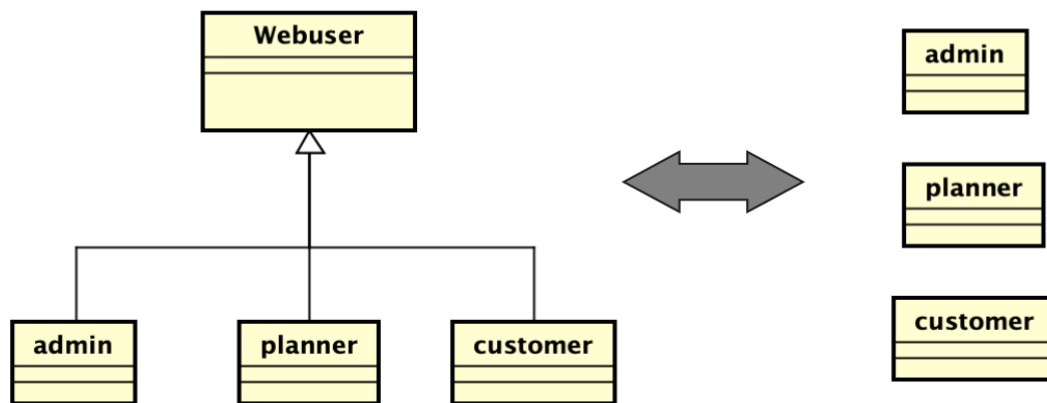 Webuser
admin
planner
customer
admin
planner
customer